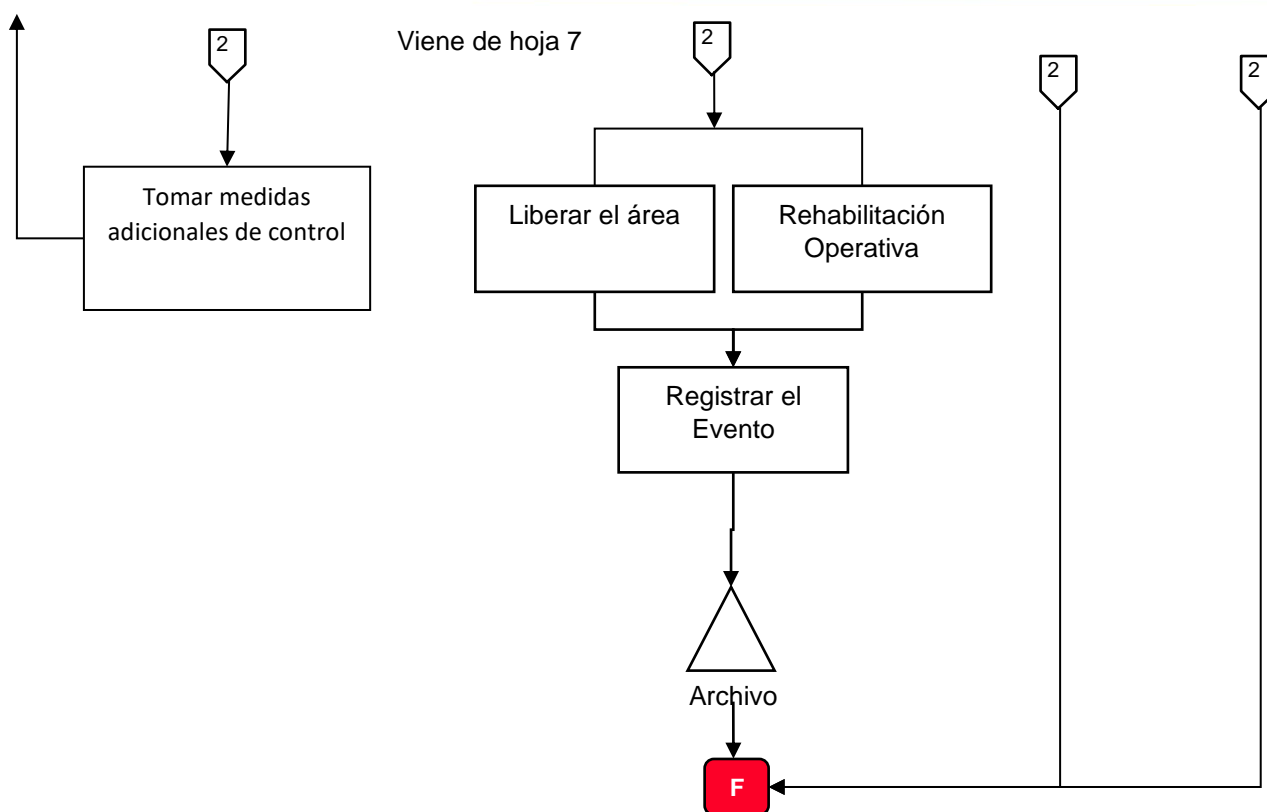 2
Viene de hoja 7
2
2
2
Tomar medidas
adicionales de control
Liberar el área
Rehabilitación
Operativa
Registrar el
Evento
Archivo
F